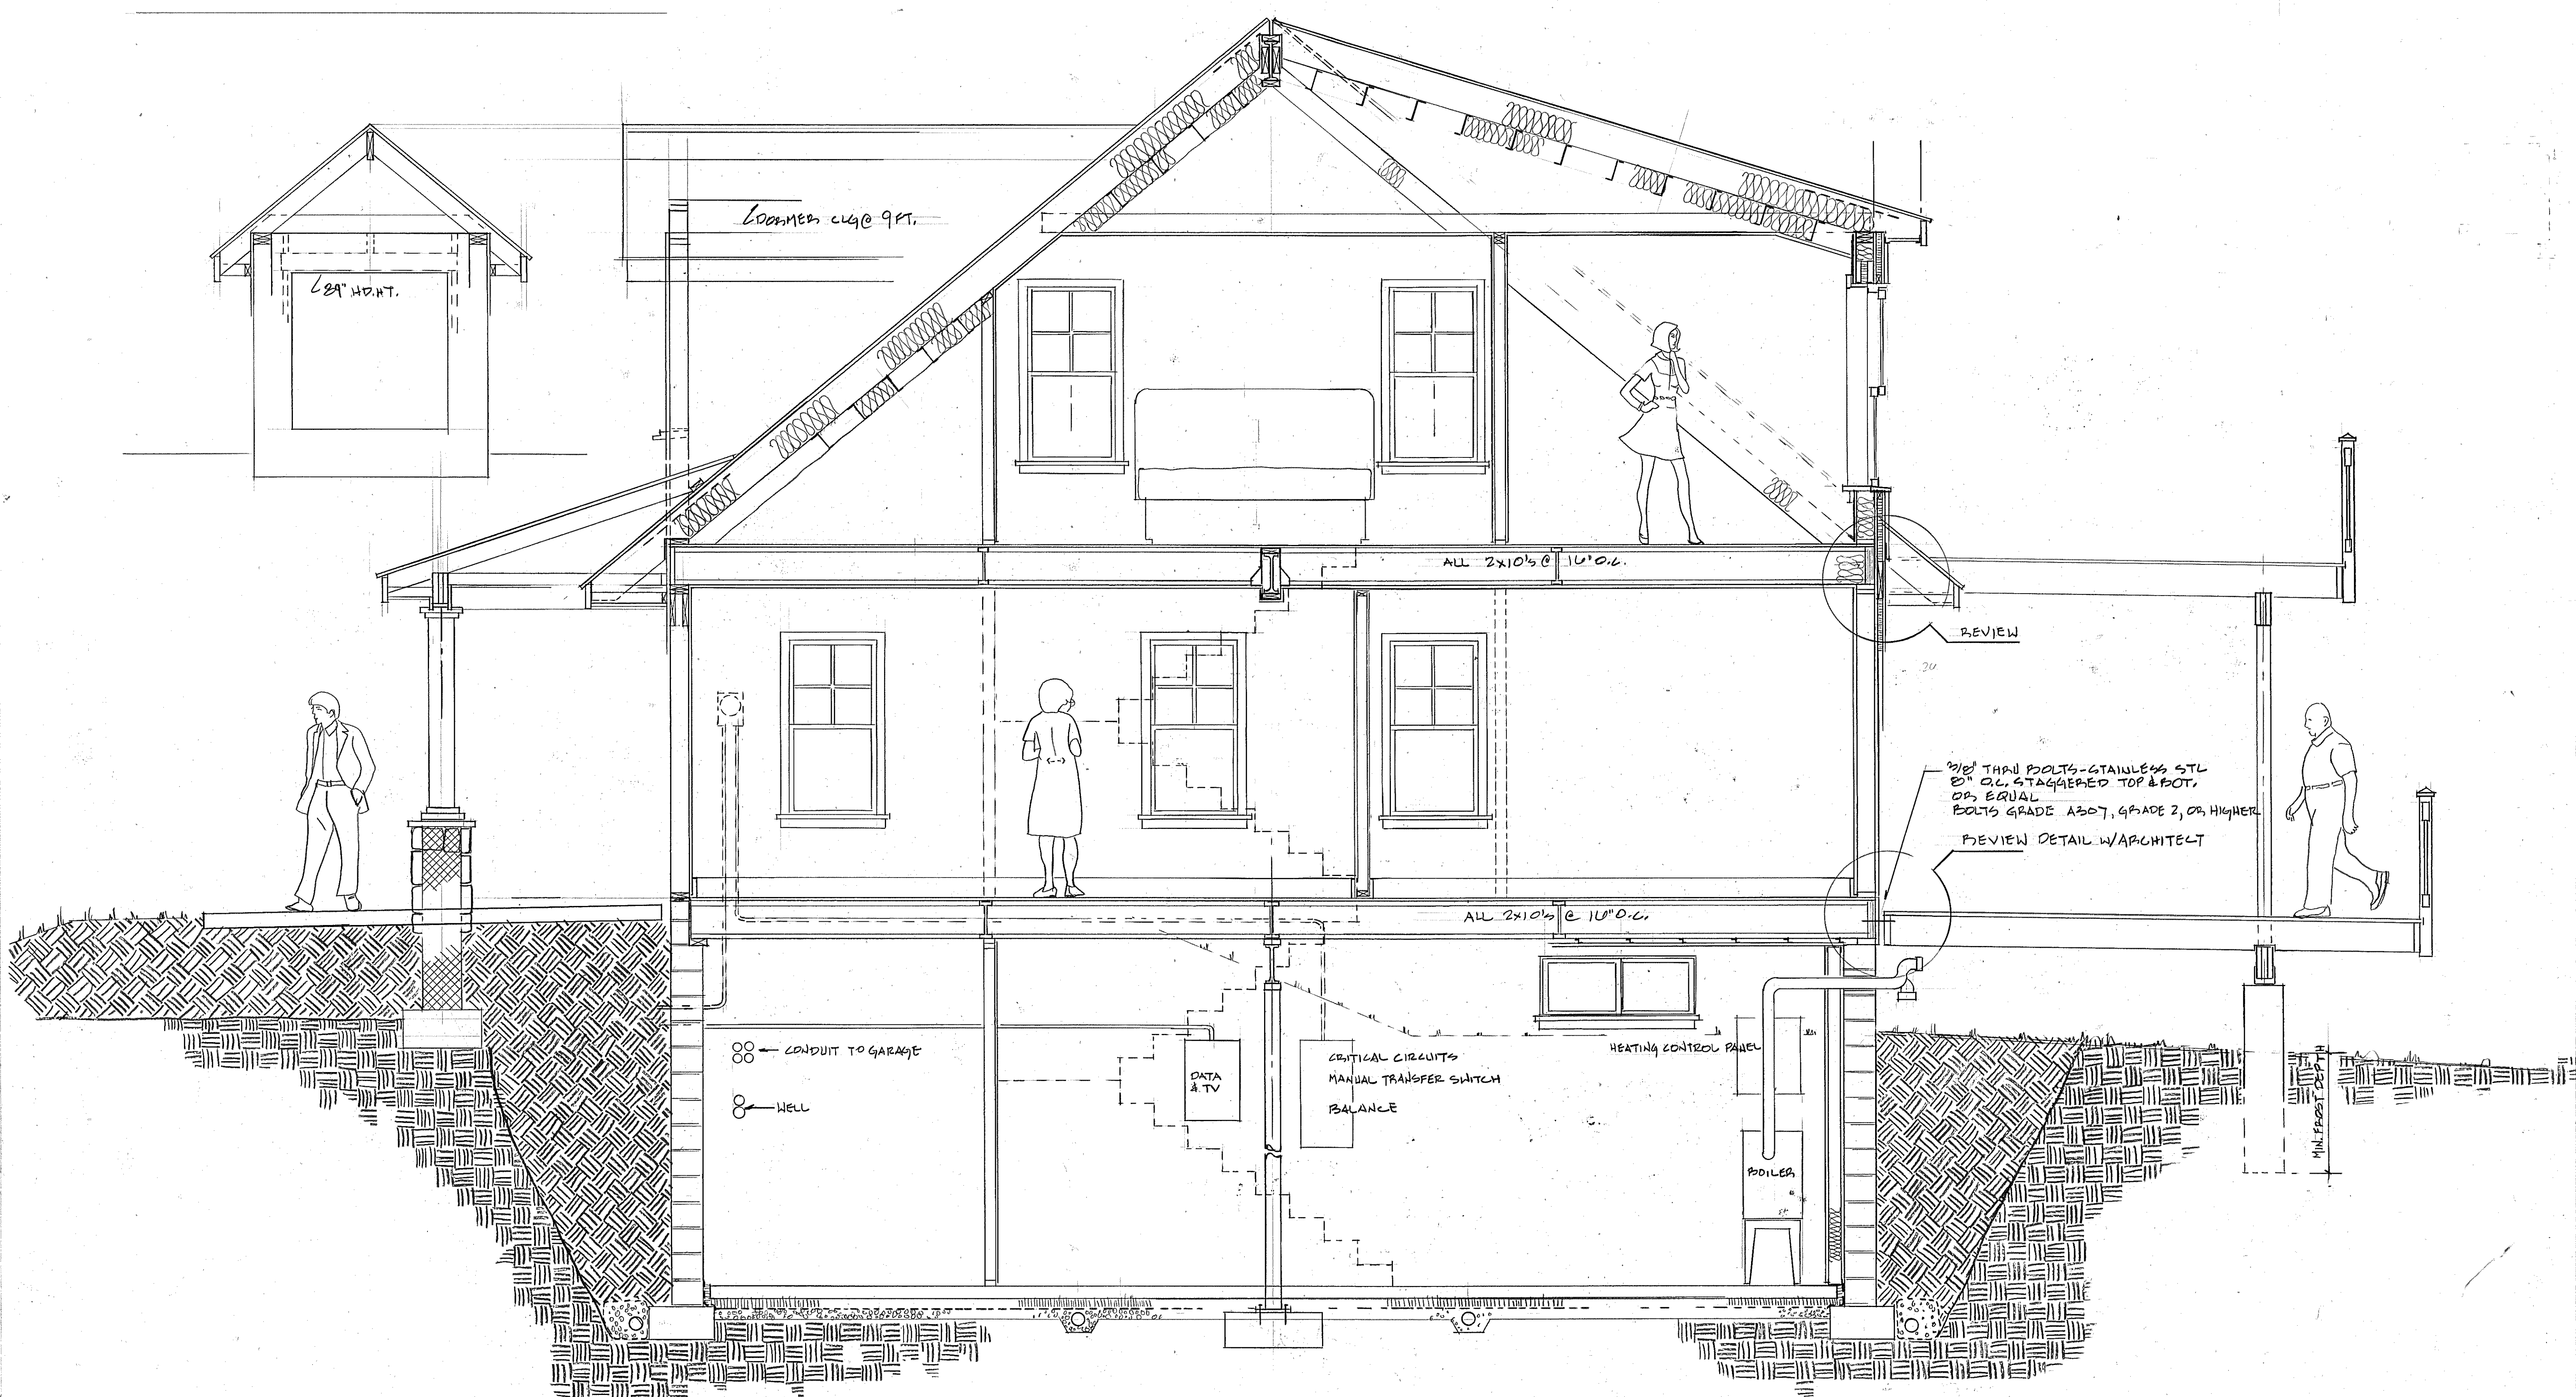 DORMER CLG @ 9 FT.
89" HD. HT.
ALL 2X10'S @ 16" O.C.
REVIEW
3/8" THRU BOLTS-STAINLESS STL
8" O.C. STAGGERED TOP & BOT.
OR EQUAL
BOLTS GRADE A307, GRADE 2, OR HIGHER
REVIEW DETAIL W/ARCHITECT
ALL 2X10'S @ 16" O.C.
CONDUIT TO GARAGE
WELL
DATA
& TV
CRITICAL CIRCUITS
MANUAL TRANSFER SWITCH
BALANCE
HEATING CONTROL PANEL
BOILER
MIN. FROST DEPTH